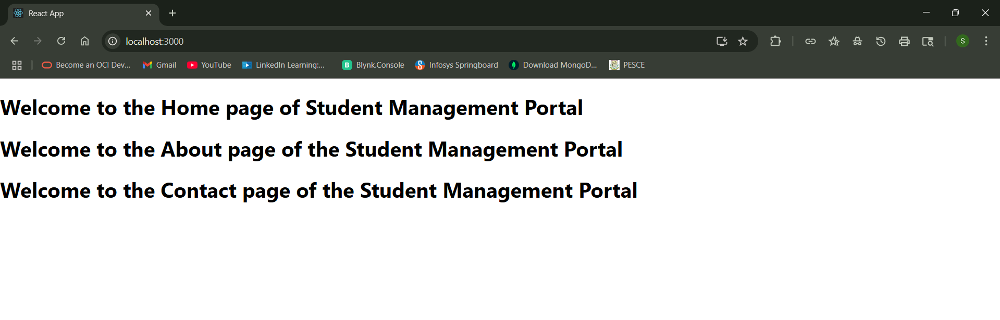 React App
localhost:3000
Become an OCI Dev... Gmail YouTube LinkedIn Learning:... B Blynk.Console Infosys Springboard Download MongoD... PESCE
S
Welcome to the Home page of Student Management Portal
Welcome to the About page of the Student Management Portal
Welcome to the Contact page of the Student Management Portal